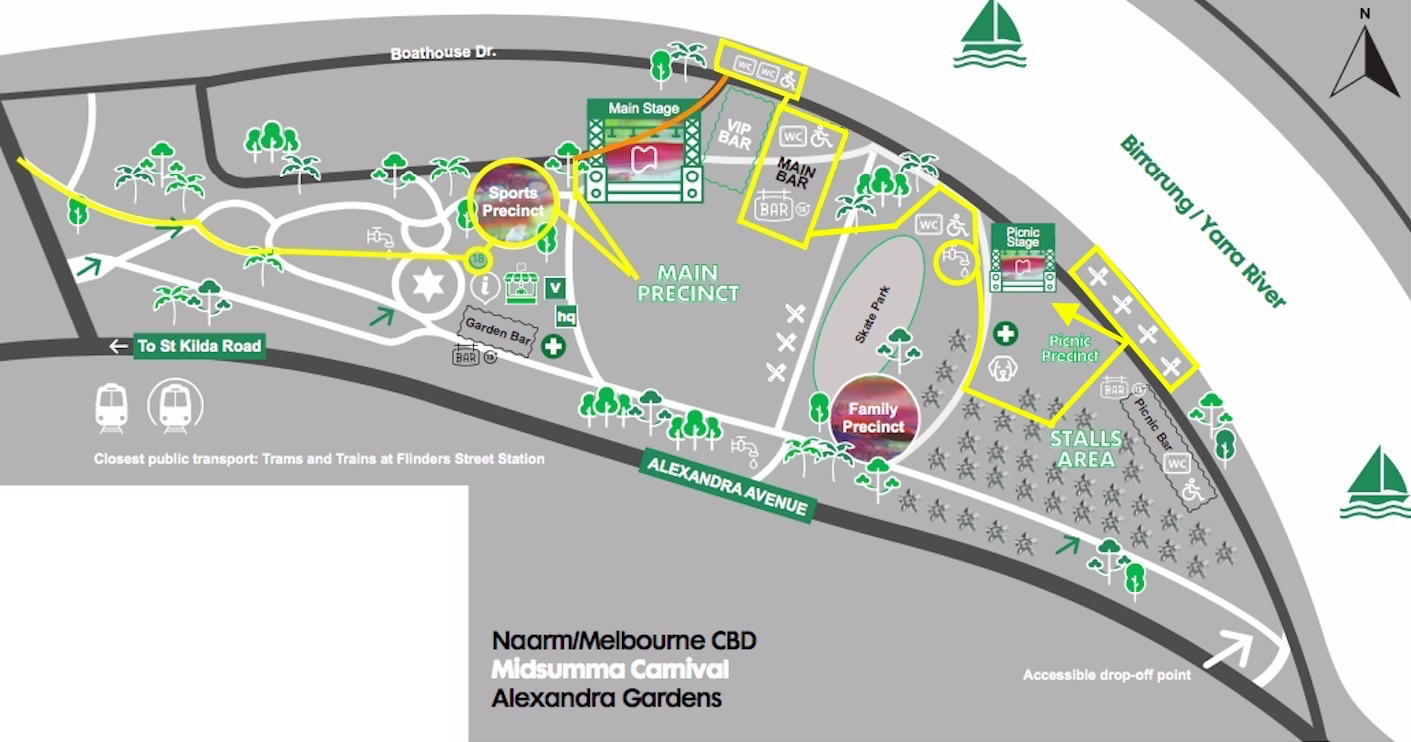 N
Boathouse Dr.
WC WC
Main Stage
VIP
BAR
WC
MAIN
BAR
BAR 18+
Birrarung / Yarra River
Sports
Precinct
WC
Picnic
Stage
18
MAIN
PRECINCT
i
V
hq
Skate Park
Garden Bar
BAR 18+
To St Kilda Road
Picnic
Precinct
BAR 18+
Picnic Bar
Family
Precinct
STALLS
AREA
WC
Closest public transport: Trams and Trains at Flinders Street Station
ALEXANDRA AVENUE
Naarm/Melbourne CBD
Midsumma Carnival
Alexandra Gardens
Accessible drop-off point